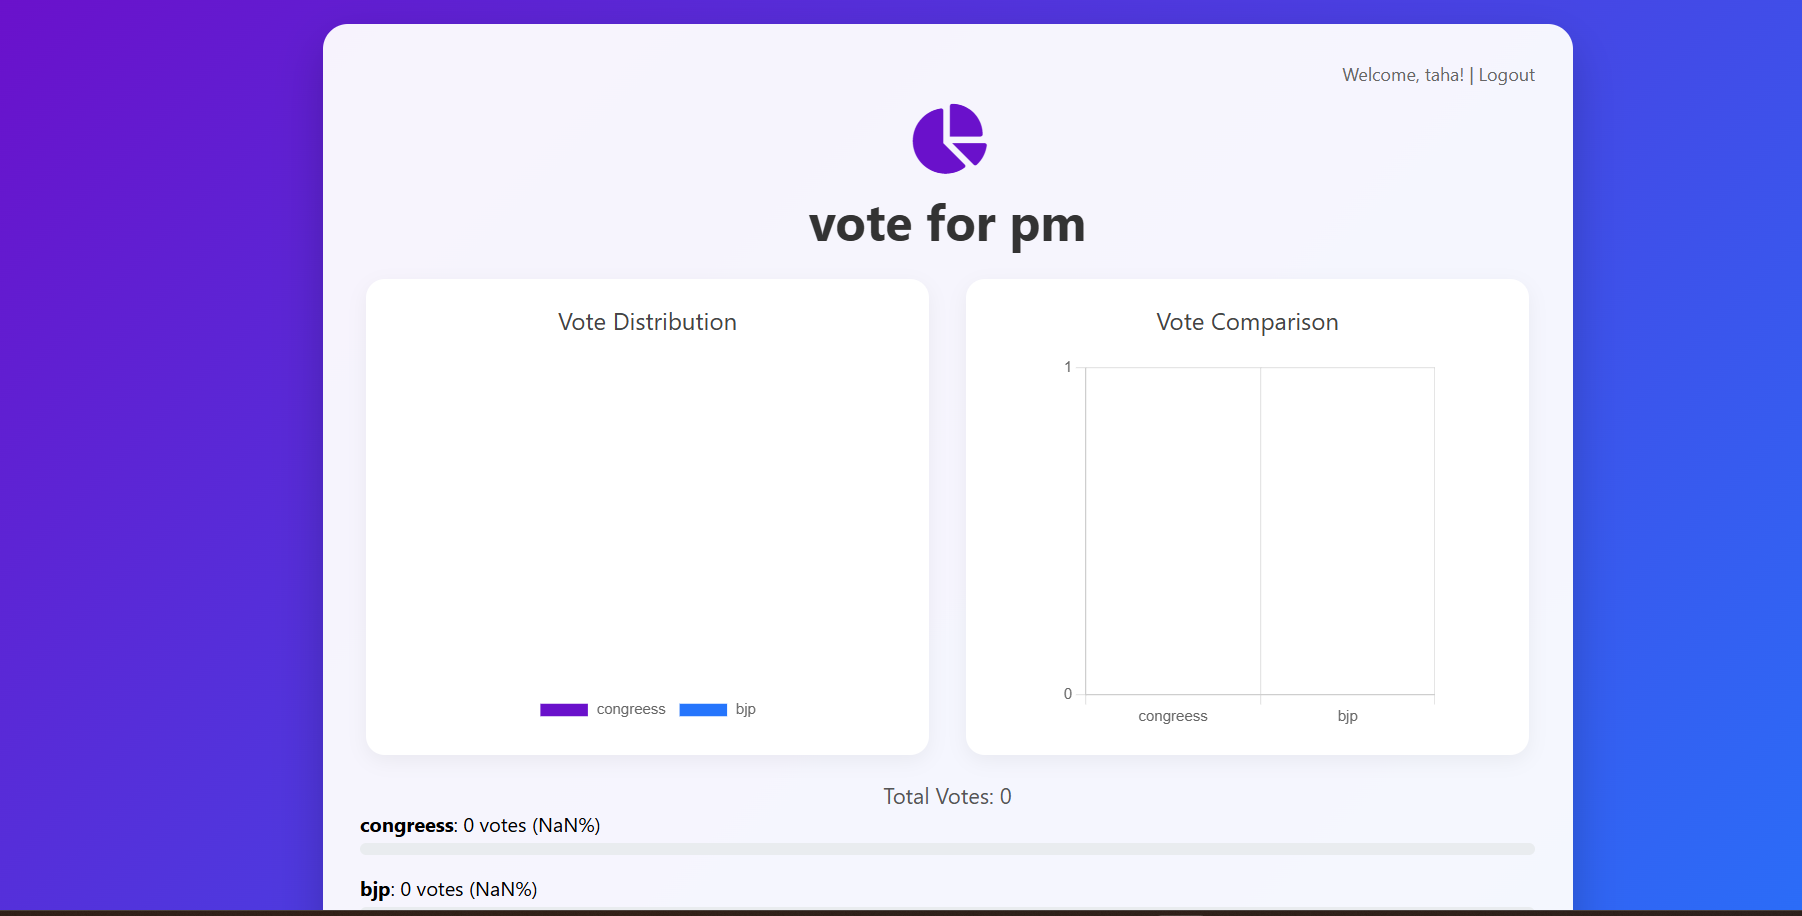 Welcome, taha! | Logout
vote for pm
Vote Distribution
congreess bjp
Vote Comparison
1
0
congreess bjp
Total Votes: 0
congreess: 0 votes (NaN%)
bjp: 0 votes (NaN%)